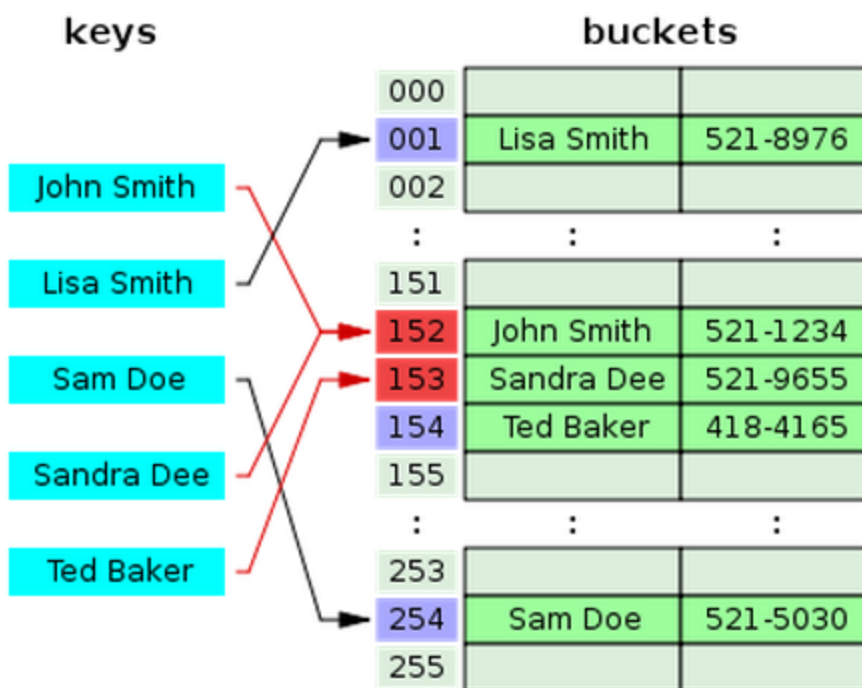 keys buckets
000
001 Lisa Smith 521-8976
John Smith 002
: : :
Lisa Smith 151
152 John Smith 521-1234
Sam Doe 153 Sandra Dee 521-9655
154 Ted Baker 418-4165
Sandra Dee 155
: : :
Ted Baker 253
254 Sam Doe 521-5030
255